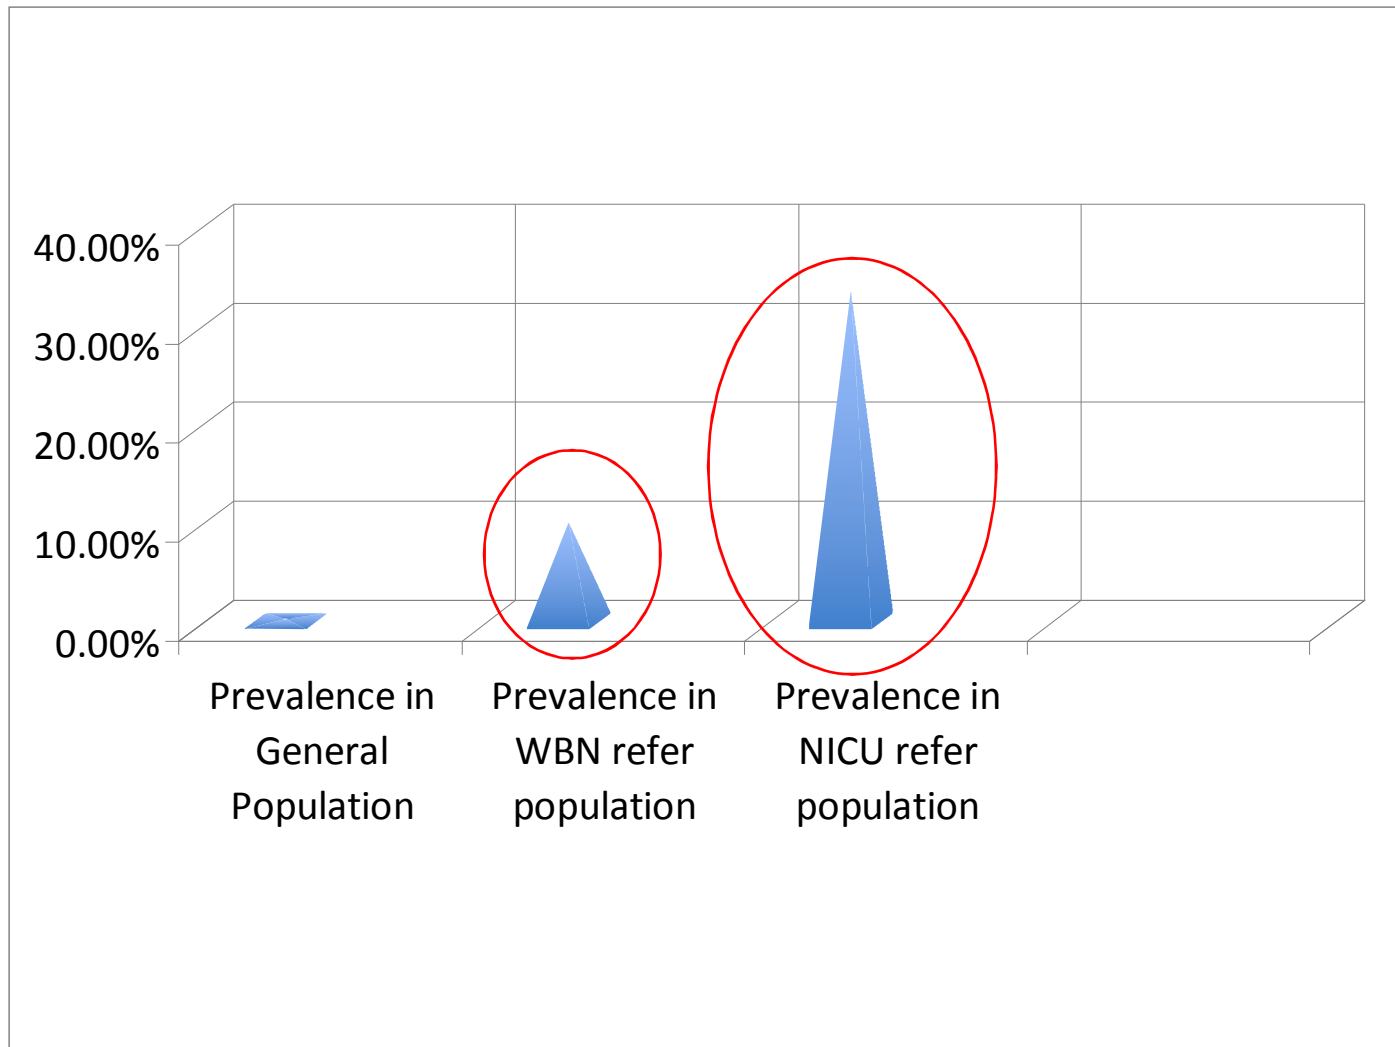 40.00%
30.00%
20.00%
10.00%
0.00%
Prevalence in
General
Population
Prevalence in
WBN refer
population
Prevalence in
NICU refer
population